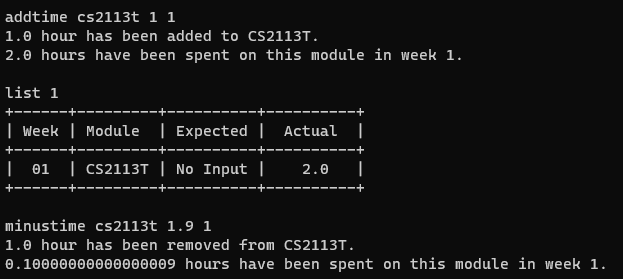 addtime cs2113t 1 1
1.0 hour has been added to CS2113T.
2.0 hours have been spent on this module in week 1.
list 1
+------+---------+----------+----------+
| Week | Module  | Expected |  Actual  |
+------+---------+----------+----------+
|  01  | CS2113T | No Input |    2.0   |
+------+---------+----------+----------+
minustime cs2113t 1.9 1
1.0 hour has been removed from CS2113T.
0.10000000000000009 hours have been spent on this module in week 1.